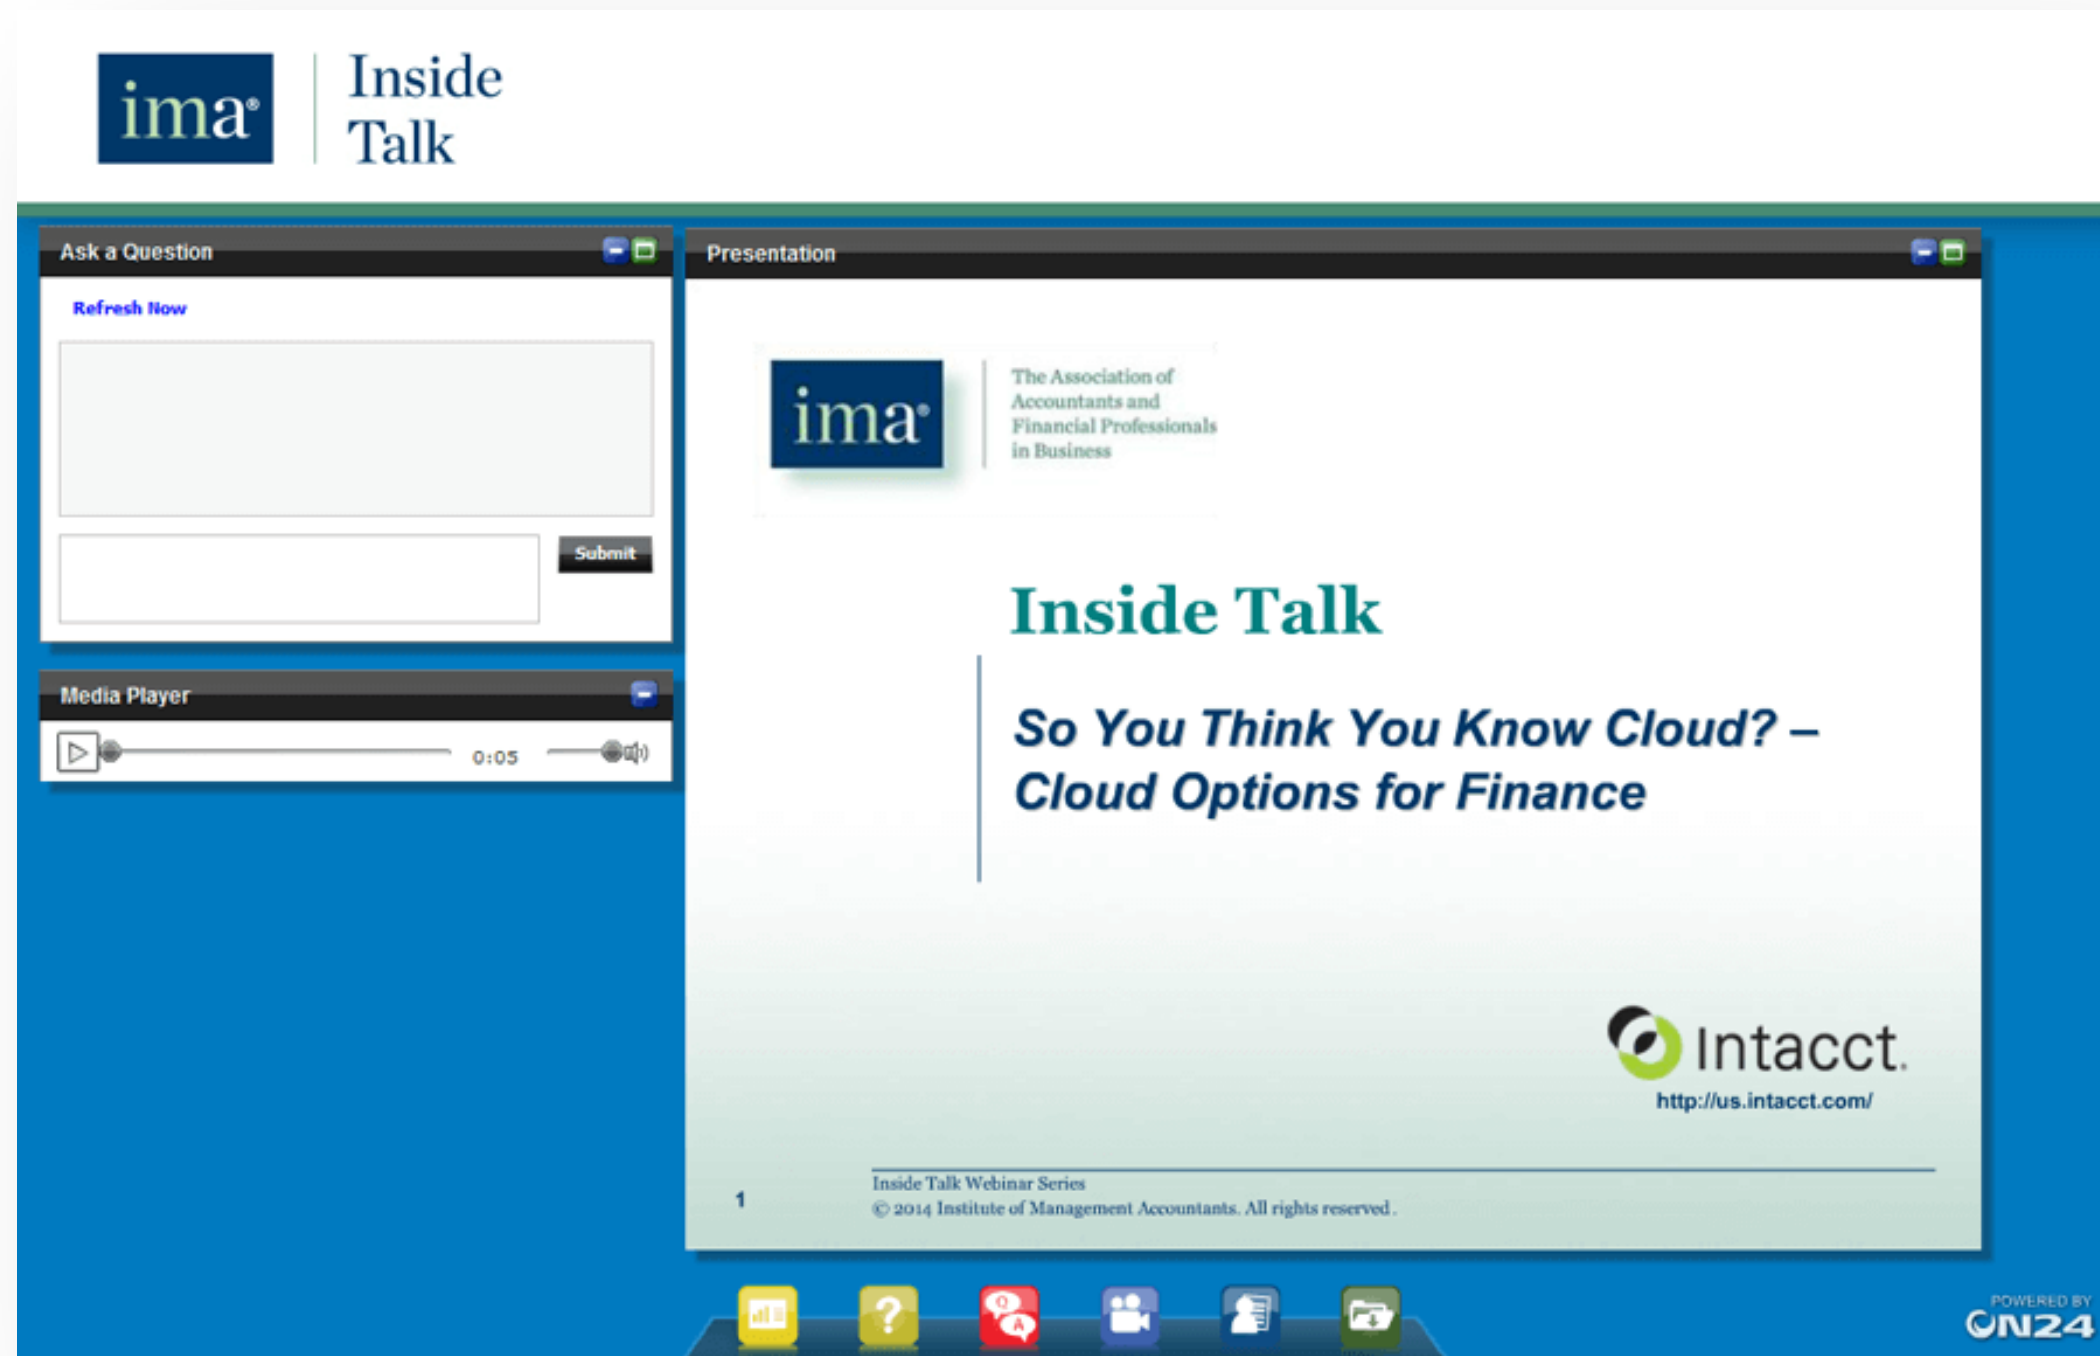 ima®
Inside
Talk
Ask a Question
Refresh Now
Submit
Media Player
0:05
Presentation
ima®
The Association of
Accountants and
Financial Professionals
in Business
Inside Talk
So You Think You Know Cloud? –
Cloud Options for Finance
Intacct.
http://us.intacct.com/
1
Inside Talk Webinar Series
© 2014 Institute of Management Accountants. All rights reserved.
?
Q
A
POWERED BY
ON24